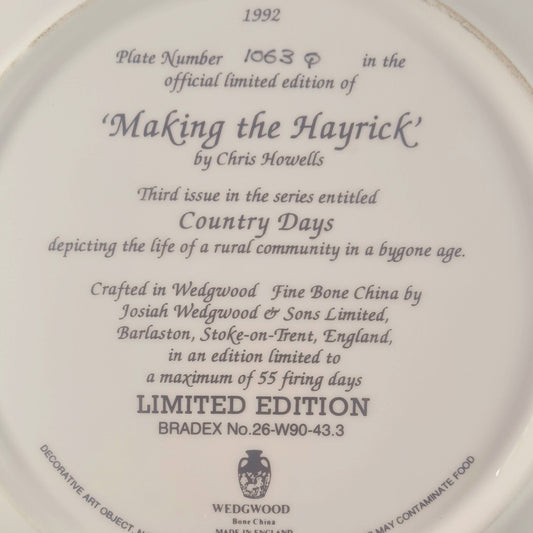 1992
Plate Number 1063 P in the
official limited edition of
‘Making the Hayrick’
by Chris Howells
Third issue in the series entitled
Country Days
depicting the life of a rural community in a bygone age.
Crafted in Wedgwood Fine Bone China by
Josiah Wedgwood & Sons Limited,
Barlaston, Stoke-on-Trent, England,
in an edition limited to
a maximum of 55 firing days
LIMITED EDITION
BRADEX No.26-W90-43.3
WEDGWOOD
Bone China
MADE IN ENGLAND
DECORATIVE ART OBJECT.
MAY CONTAMINATE FOOD